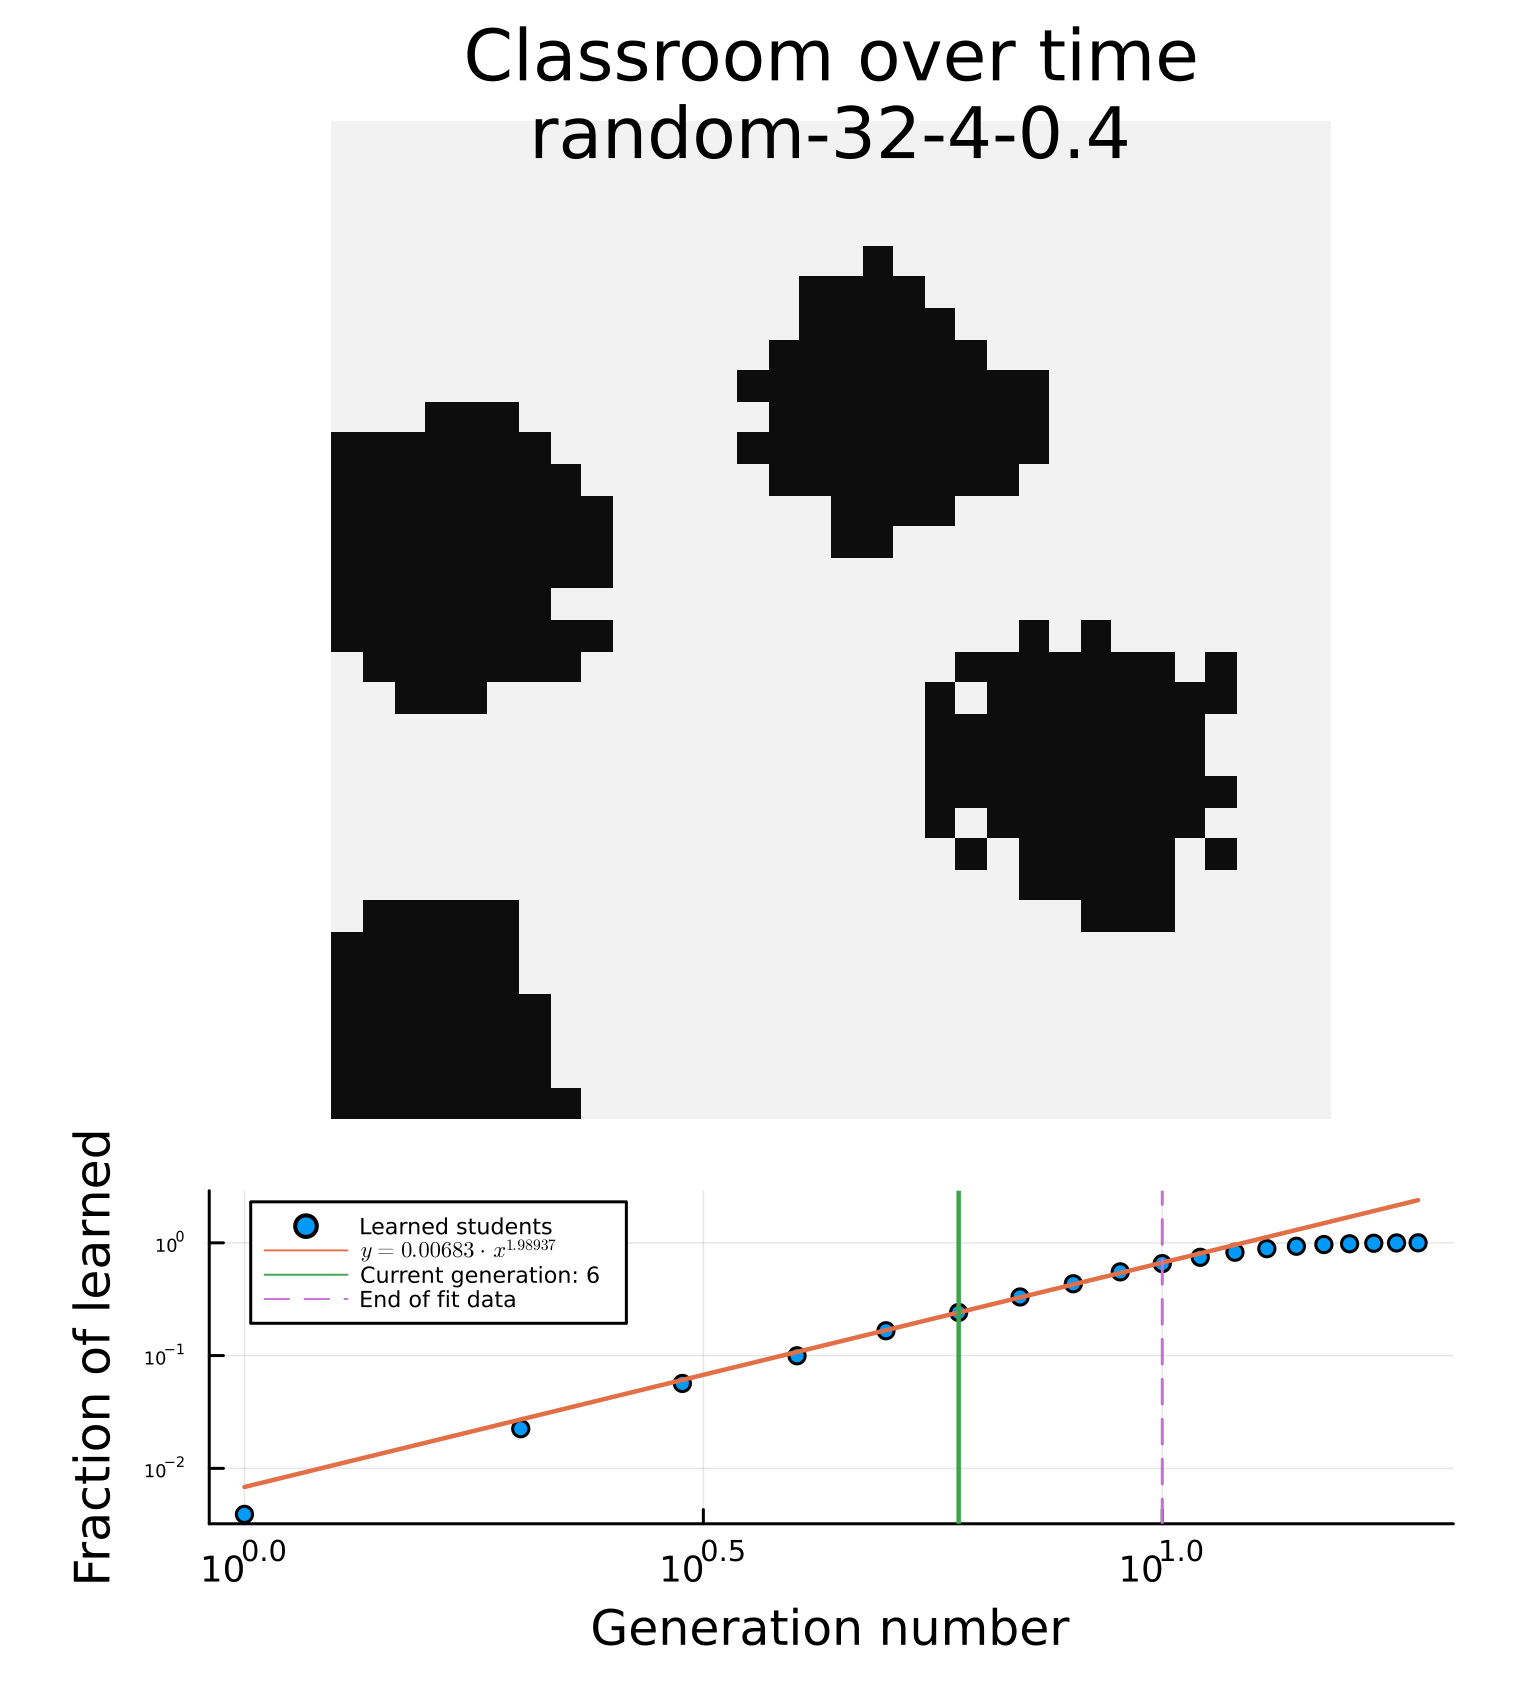 Classroom over time
random-32-4-0.4
Fraction of learned
10⁰
10⁻¹
10⁻²
Learned students
y = 0.00683 · x^1.98937
Current generation: 6
End of fit data
10^0.0
10^0.5
10^1.0
Generation number